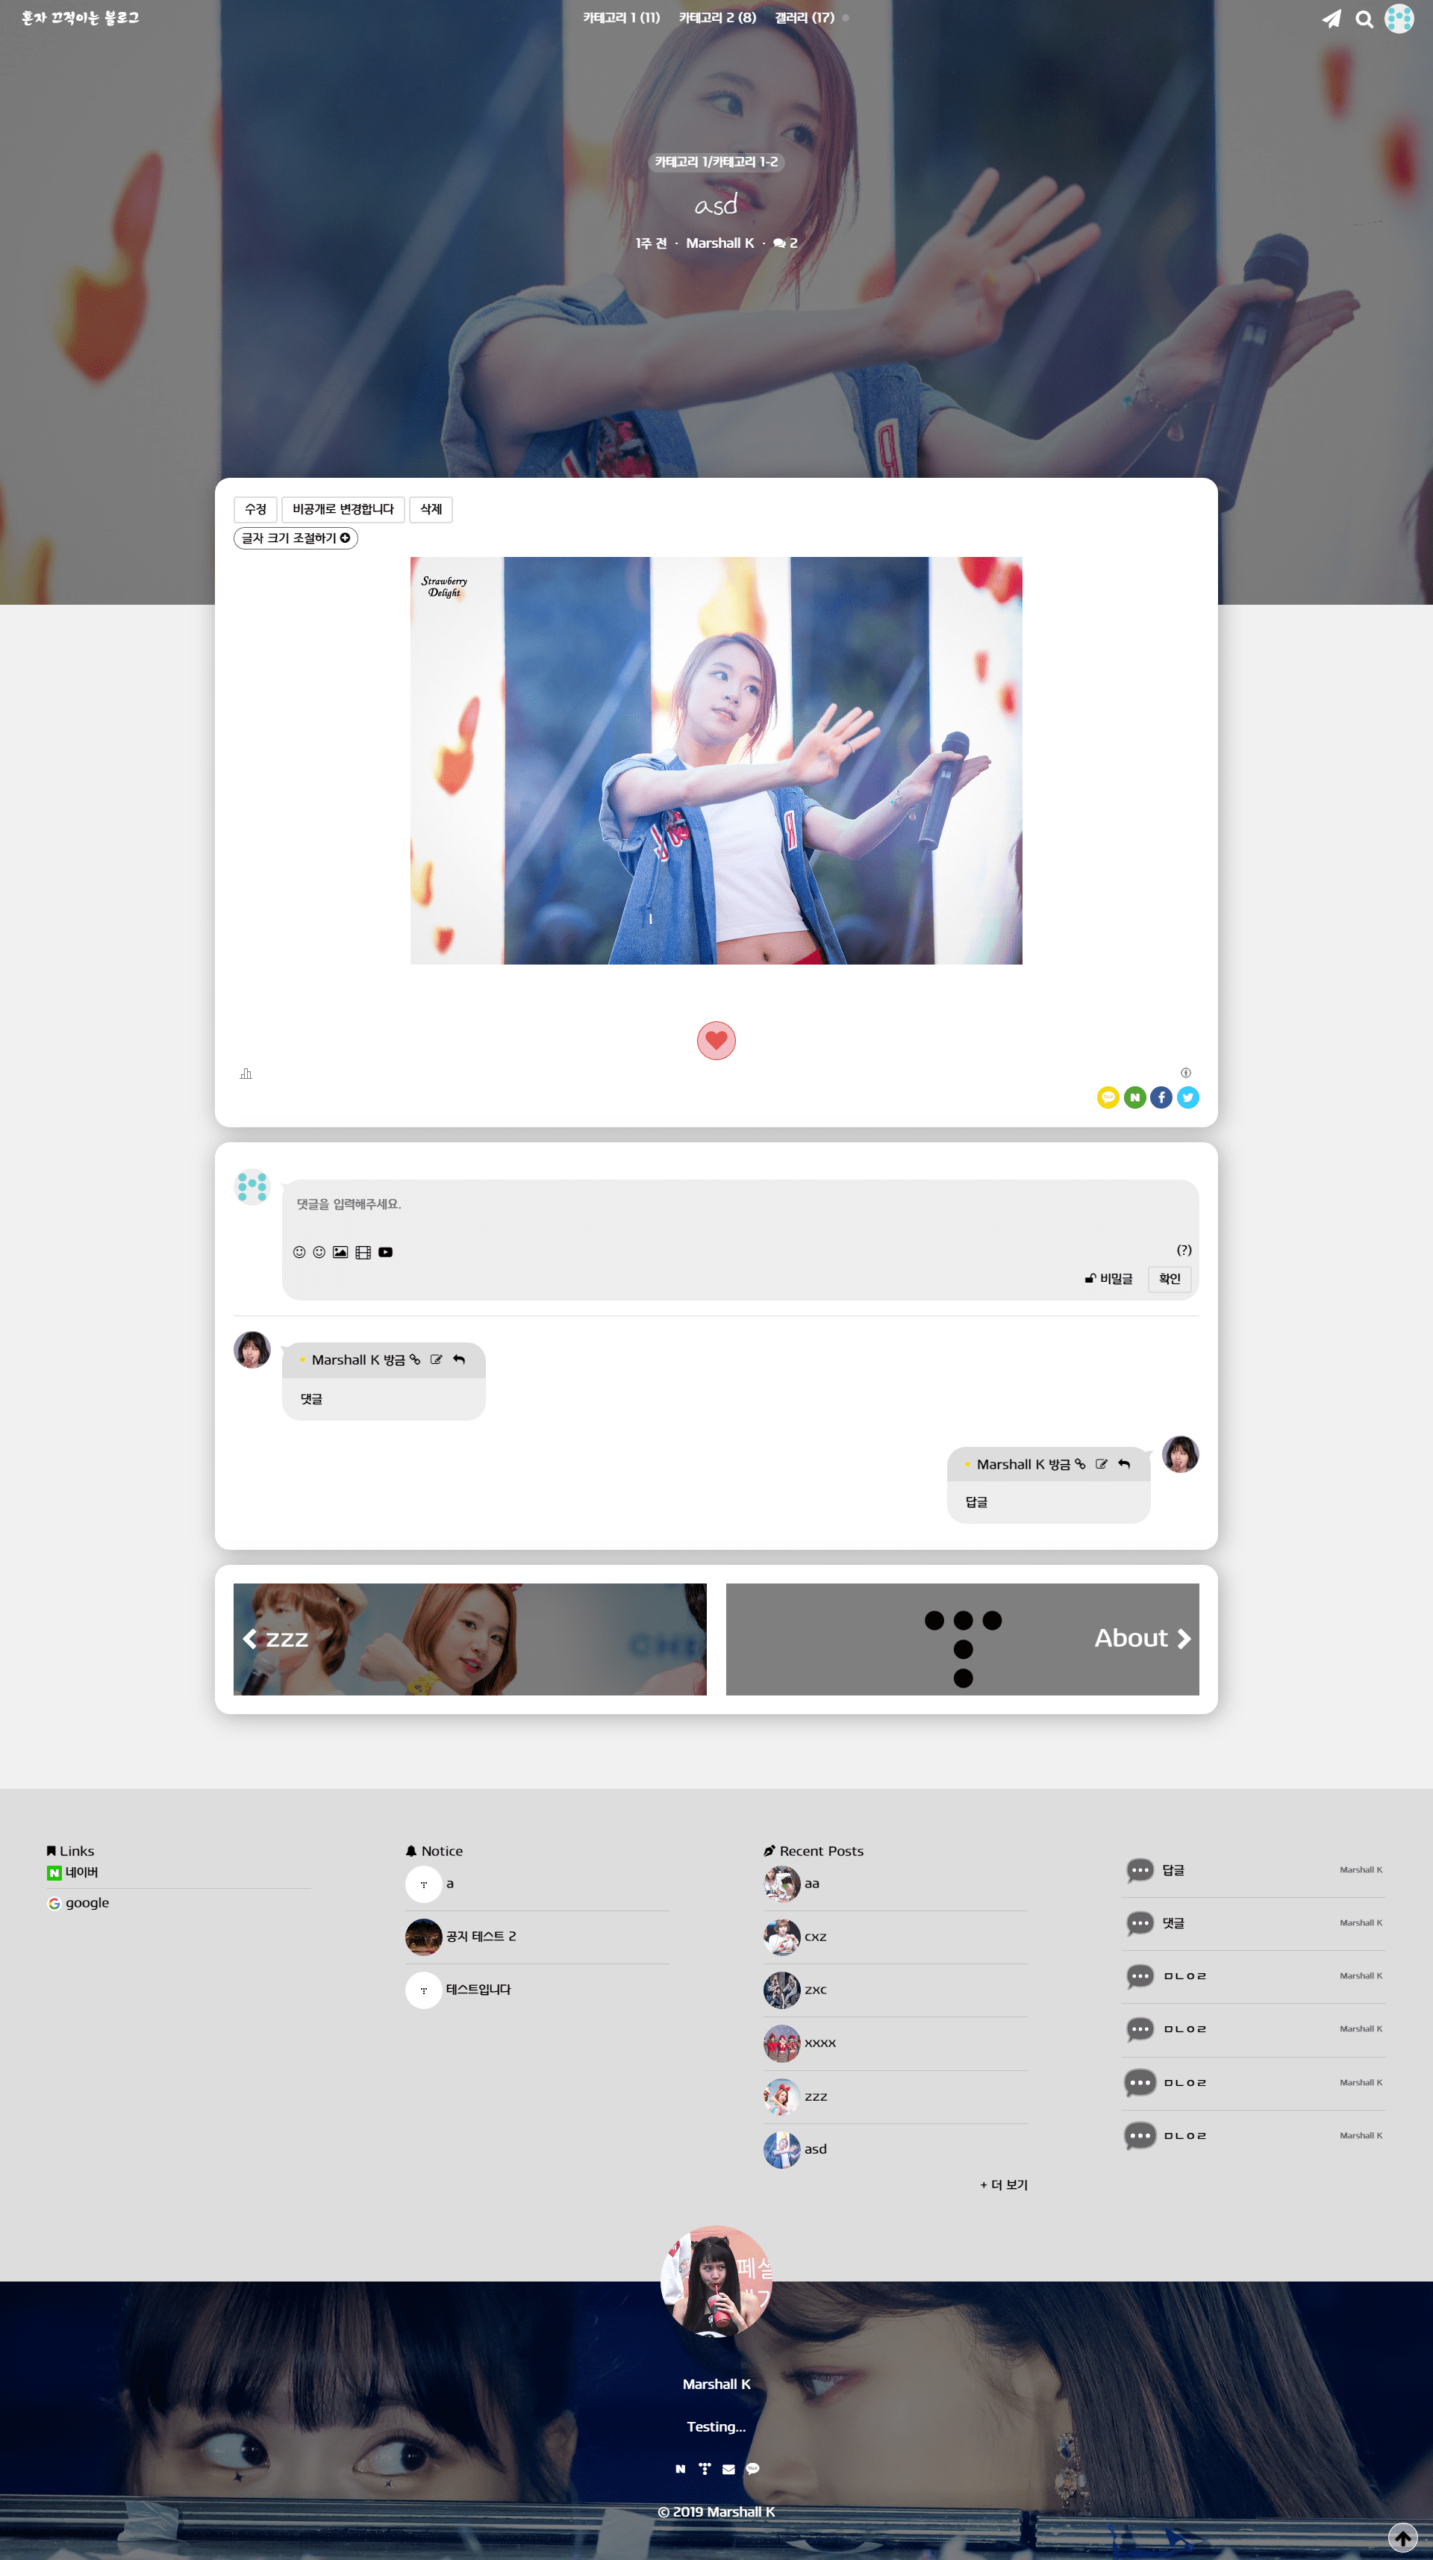 혼자 끄적이는 블로그
카테고리 1 (11) 카테고리 2 (8) 갤러리 (17)
카테고리 1/카테고리 1-2
asd
1주 전 · Marshall K · 2
수정 비공개로 변경합니다 삭제
글자 크기 조절하기
Strawberry
Delight
댓글을 입력해주세요.
(?)
비밀글 확인
Marshall K 방금
댓글
Marshall K 방금
답글
zzz
About
Links
네이버
google
Notice
a
공지 테스트 2
테스트입니다
Recent Posts
aa
cxz
zxc
xxxx
zzz
asd
+ 더 보기
답글 Marshall K
댓글 Marshall K
ㅁㄴㅇㄹ Marshall K
ㅁㄴㅇㄹ Marshall K
ㅁㄴㅇㄹ Marshall K
ㅁㄴㅇㄹ Marshall K
Marshall K
Testing...
© 2019 Marshall K